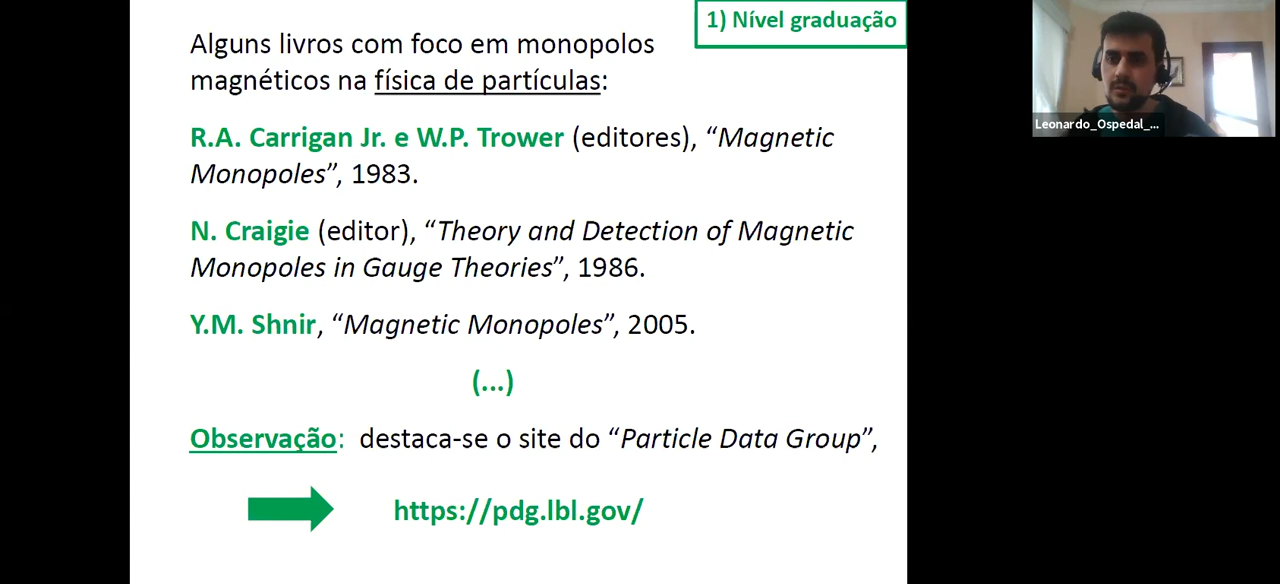 1) Nível graduação
Alguns livros com foco em monopolos
magnéticos na física de partículas:
R.A. Carrigan Jr. e W.P. Trower (editores), “Magnetic
Monopoles”, 1983.
N. Craigie (editor), “Theory and Detection of Magnetic
Monopoles in Gauge Theories”, 1986.
Y.M. Shnir, “Magnetic Monopoles”, 2005.
(...)
Observação: destaca-se o site do “Particle Data Group”,
https://pdg.lbl.gov/
Leonardo_Ospedal_...